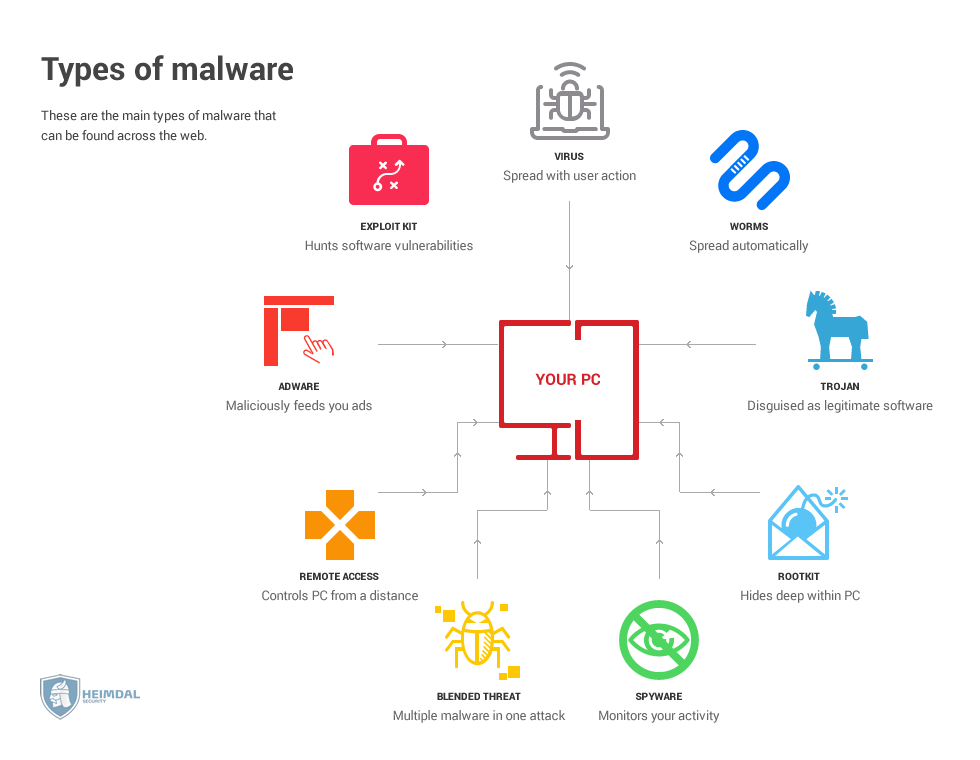 Types of malware
These are the main types of malware that
can be found across the web.
VIRUS
Spread with user action
EXPLOIT KIT
Hunts software vulnerabilities
WORMS
Spread automatically
YOUR PC
ADWARE
Maliciously feeds you ads
TROJAN
Disguised as legitimate software
REMOTE ACCESS
Controls PC from a distance
ROOTKIT
Hides deep within PC
BLENDED THREAT
Multiple malware in one attack
SPYWARE
Monitors your activity
HEIMDAL
SECURITY